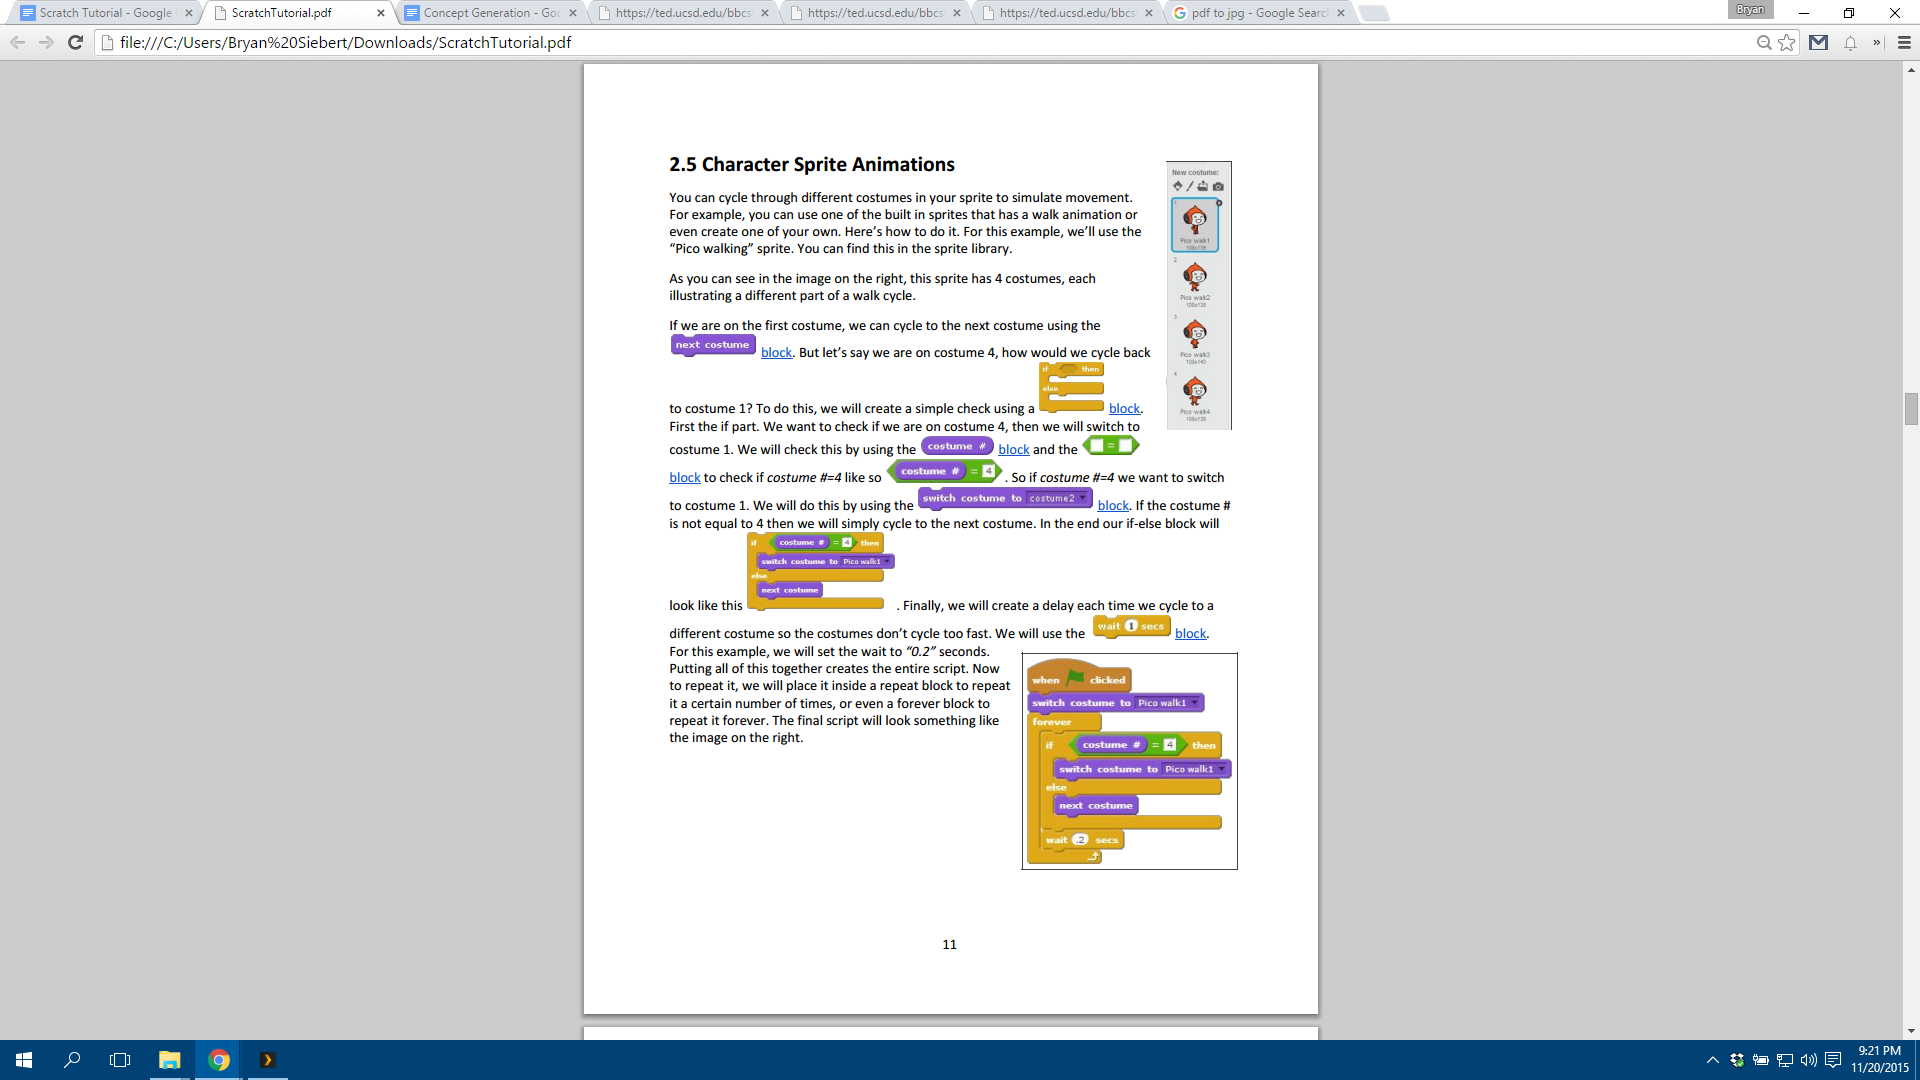 Scratch Tutorial - Google
ScratchTutorial.pdf
Concept Generation - Goo
https://ted.ucsd.edu/bbcs
https://ted.ucsd.edu/bbcs
https://ted.ucsd.edu/bbcs
pdf to jpg - Google Search
Bryan
file:///C:/Users/Bryan%20Siebert/Downloads/ScratchTutorial.pdf
2.5 Character Sprite Animations
You can cycle through different costumes in your sprite to simulate movement.
For example, you can use one of the built in sprites that has a walk animation or
even create one of your own. Here's how to do it. For this example, we'll use the
“Pico walking” sprite. You can find this in the sprite library.
As you can see in the image on the right, this sprite has 4 costumes, each
illustrating a different part of a walk cycle.
If we are on the first costume, we can cycle to the next costume using the
next costume block. But let's say we are on costume 4, how would we cycle back
if then
else
to costume 1? To do this, we will create a simple check using a block.
First the if part. We want to check if we are on costume 4, then we will switch to
costume 1. We will check this by using the costume # block and the =
block to check if costume #=4 like so costume # = 4 . So if costume #=4 we want to switch
to costume 1. We will do this by using the switch costume to costume2 block. If the costume #
is not equal to 4 then we will simply cycle to the next costume. In the end our if-else block will
if costume # = 4 then
switch costume to Pico walk1
else
next costume
look like this . Finally, we will create a delay each time we cycle to a
different costume so the costumes don't cycle too fast. We will use the wait 1 secs block.
For this example, we will set the wait to “0.2” seconds.
Putting all of this together creates the entire script. Now
to repeat it, we will place it inside a repeat block to repeat
it a certain number of times, or even a forever block to
repeat it forever. The final script will look something like
the image on the right.
New costume:
1
Pico walk1
2
Pico walk2
3
Pico walk3
4
Pico walk4
when clicked
switch costume to Pico walk1
forever
if costume # = 4 then
switch costume to Pico walk1
else
next costume
wait .2 secs
11
9:21 PM
11/20/2015